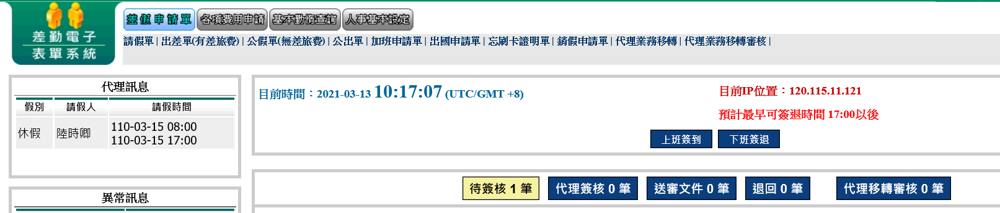 差勤電子
表單系統
差假申請單 各項費用申請 基本勤惰查詢 人事基本設定
請假單 | 出差單(有差旅費) | 公假單(無差旅費) | 公出單 | 加班申請單 | 出國申請單 | 忘刷卡證明單 | 銷假申請單 | 代理業務移轉 | 代理業務移轉審核 |
代理訊息
假別 請假人 請假時間
休假 陸時卿 110-03-15 08:00
110-03-15 17:00
異常訊息
目前時間：2021-03-13 10:17:07 (UTC/GMT +8)
目前IP位置：120.115.11.121
預計最早可簽退時間 17:00以後
上班簽到 下班簽退
待簽核 1 筆 代理簽核 0 筆 送審文件 0 筆 退回 0 筆 代理移轉審核 0 筆